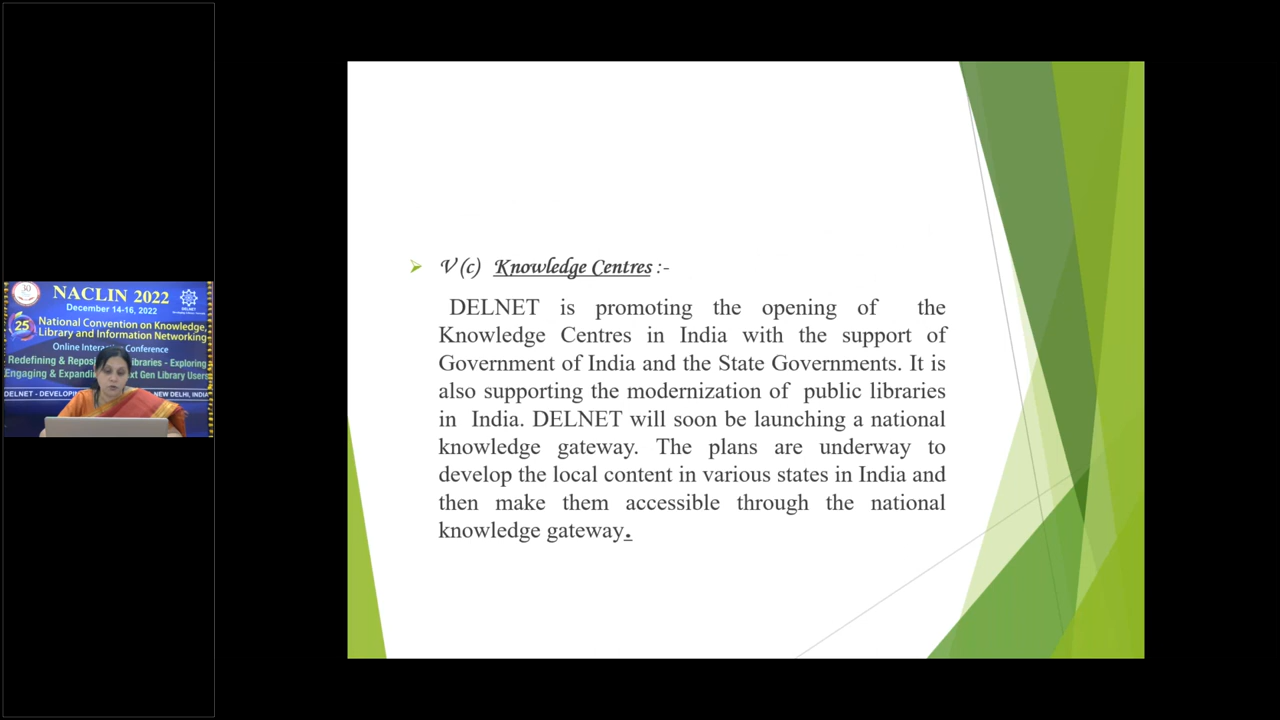 NACLIN 2022
December 14-16, 2022
DELNET
25
National Convention on Knowledge,
Library and Information Networking
Online Conference
Redefining & Libraries - Exploring
Engaging & Library Users
DELNET - NEW DELHI, INDIA
V (c) Knowledge Centres :-
DELNET is promoting the opening of the
Knowledge Centres in India with the support of
Government of India and the State Governments. It is
also supporting the modernization of public libraries
in India. DELNET will soon be launching a national
knowledge gateway. The plans are underway to
develop the local content in various states in India and
then make them accessible through the national
knowledge gateway.